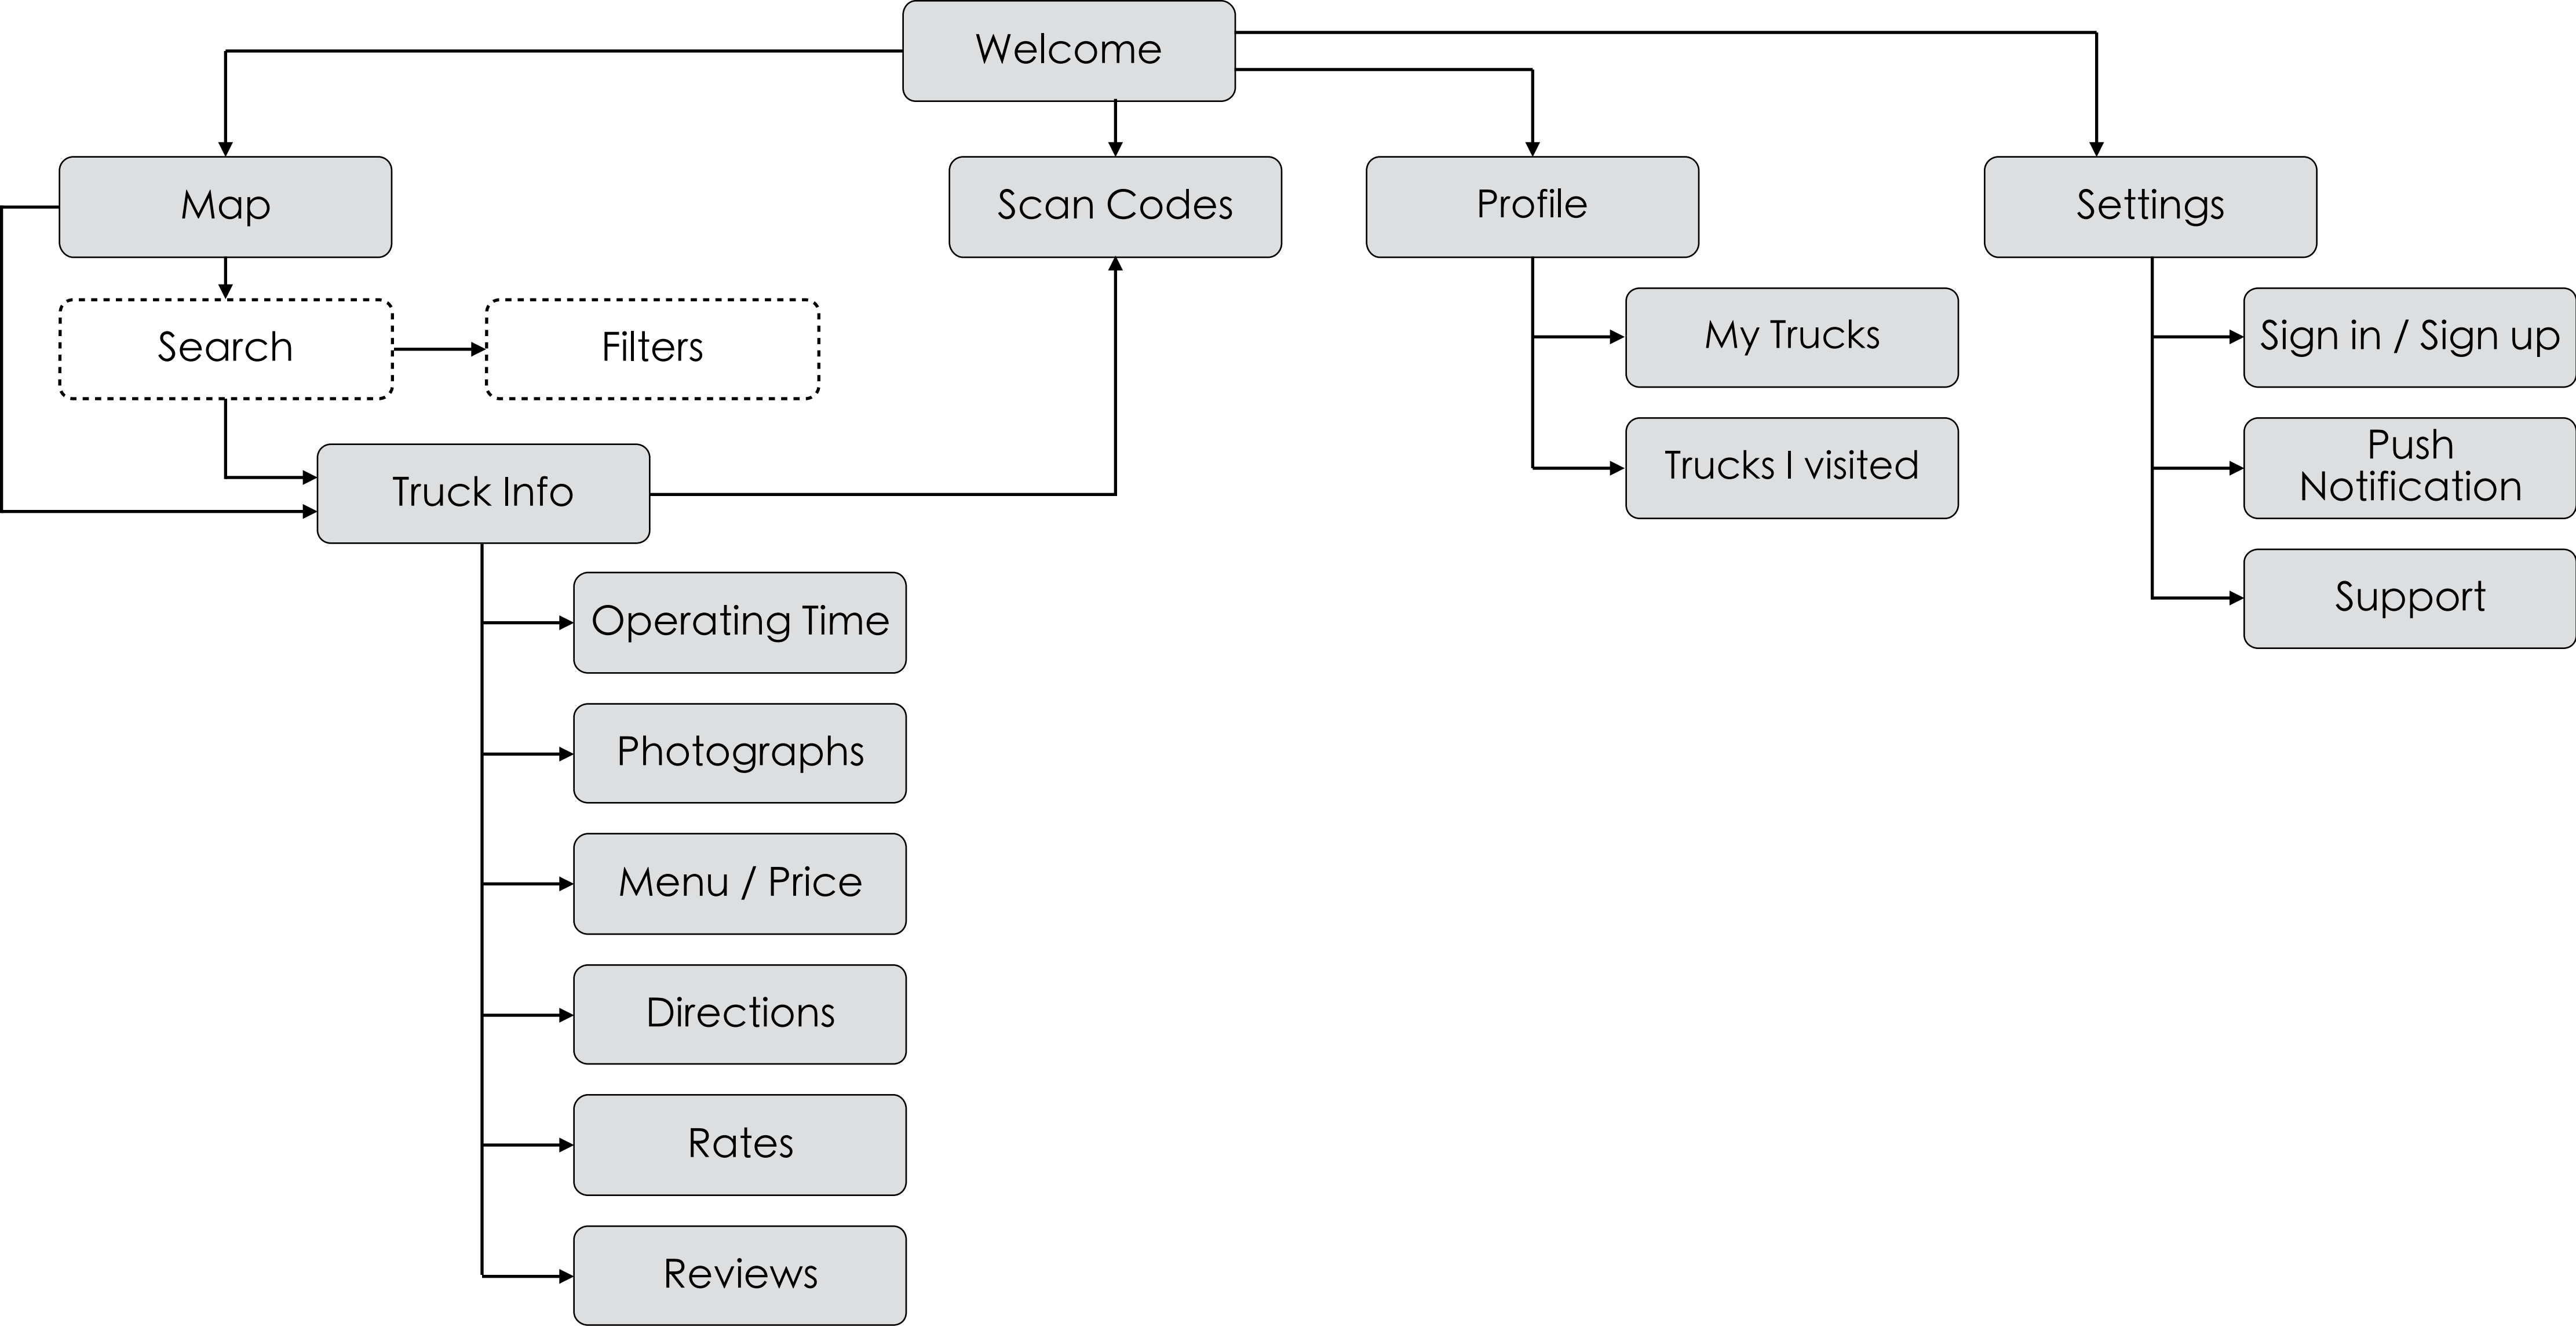 Welcome
Map
Scan Codes
Profile
Settings
Search
Filters
My Trucks
Sign in / Sign up
Truck Info
Trucks I visited
Push
Notification
Operating Time
Support
Photographs
Menu / Price
Directions
Rates
Reviews